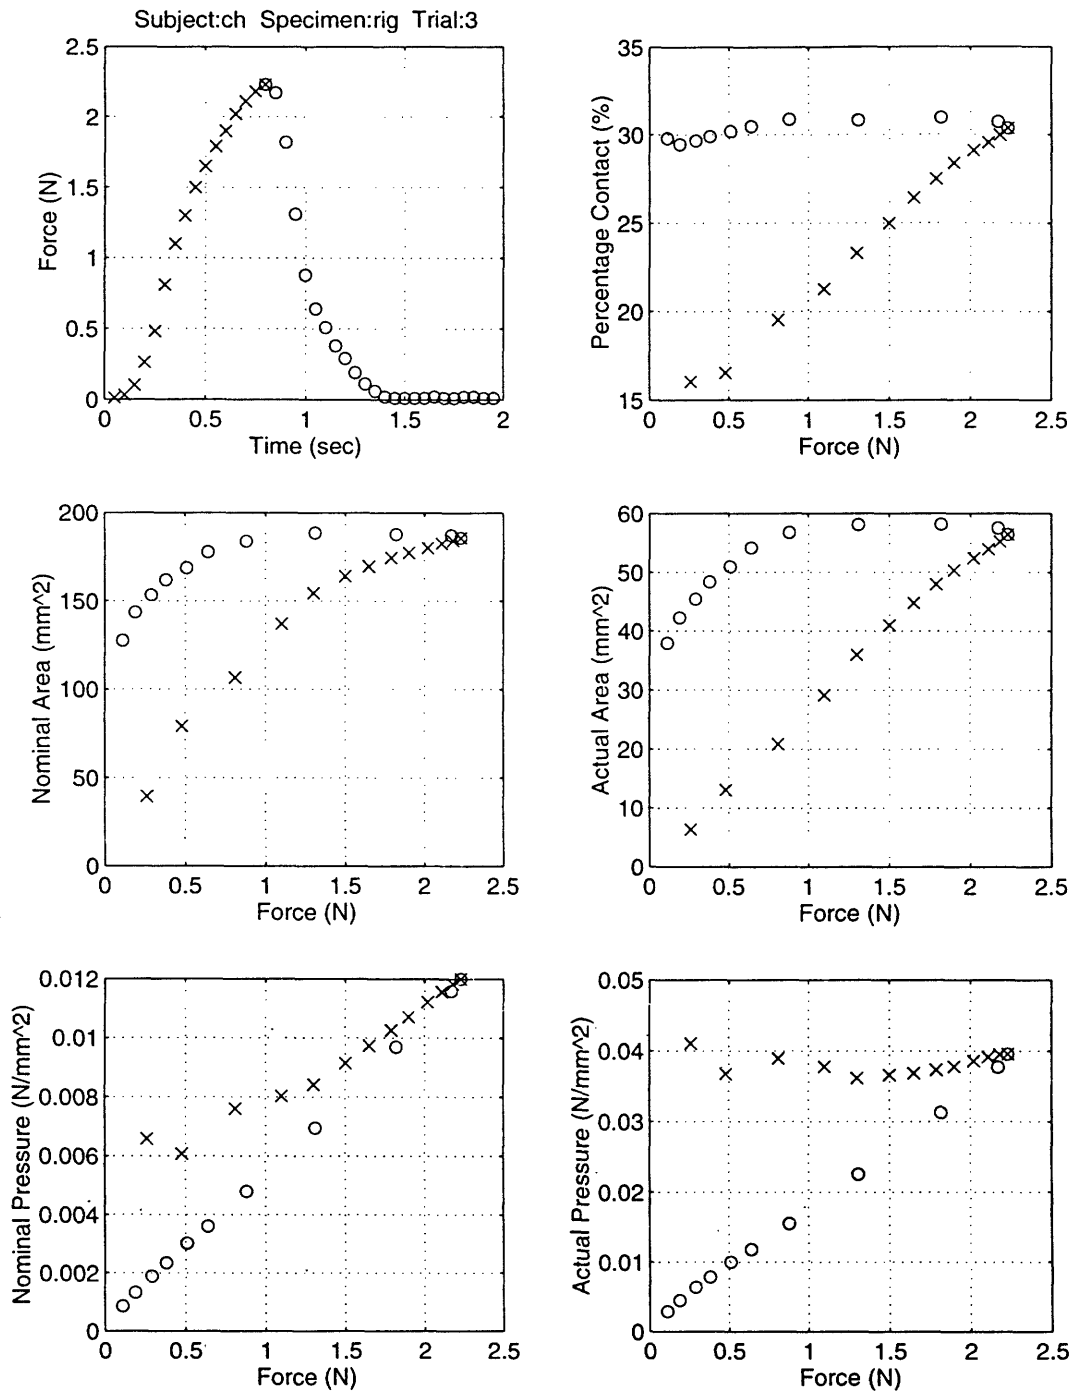 Subject:ch Specimen:rig Trial:3
2.5
2
1.5
1
0.5
0
Force (N)
0 0.5 1 1.5 2
Time (sec)
35
30
25
20
15
Percentage Contact (%)
0 0.5 1 1.5 2 2.5
Force (N)
200
150
100
50
0
Nominal Area (mm^2)
0 0.5 1 1.5 2 2.5
Force (N)
60
50
40
30
20
10
0
Actual Area (mm^2)
0 0.5 1 1.5 2 2.5
Force (N)
0.012
0.01
0.008
0.006
0.004
0.002
0
Nominal Pressure (N/mm^2)
0 0.5 1 1.5 2 2.5
Force (N)
0.05
0.04
0.03
0.02
0.01
0
Actual Pressure (N/mm^2)
0 0.5 1 1.5 2 2.5
Force (N)